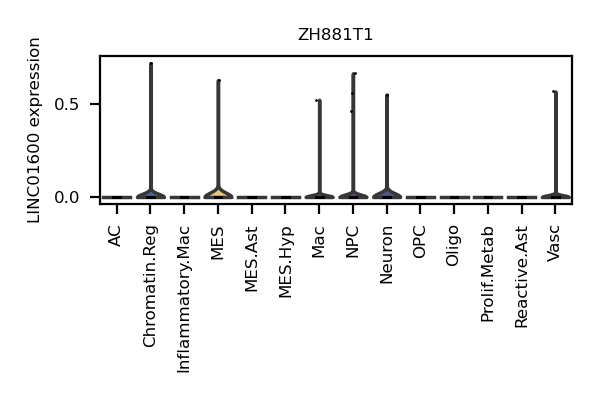 ZH881T1
LINC01600 expression
0.5
0.0
AC
Chromatin.Reg
Inflammatory.Mac
MES
MES.Ast
MES.Hyp
Mac
NPC
Neuron
OPC
Oligo
Prolif.Metab
Reactive.Ast
Vasc